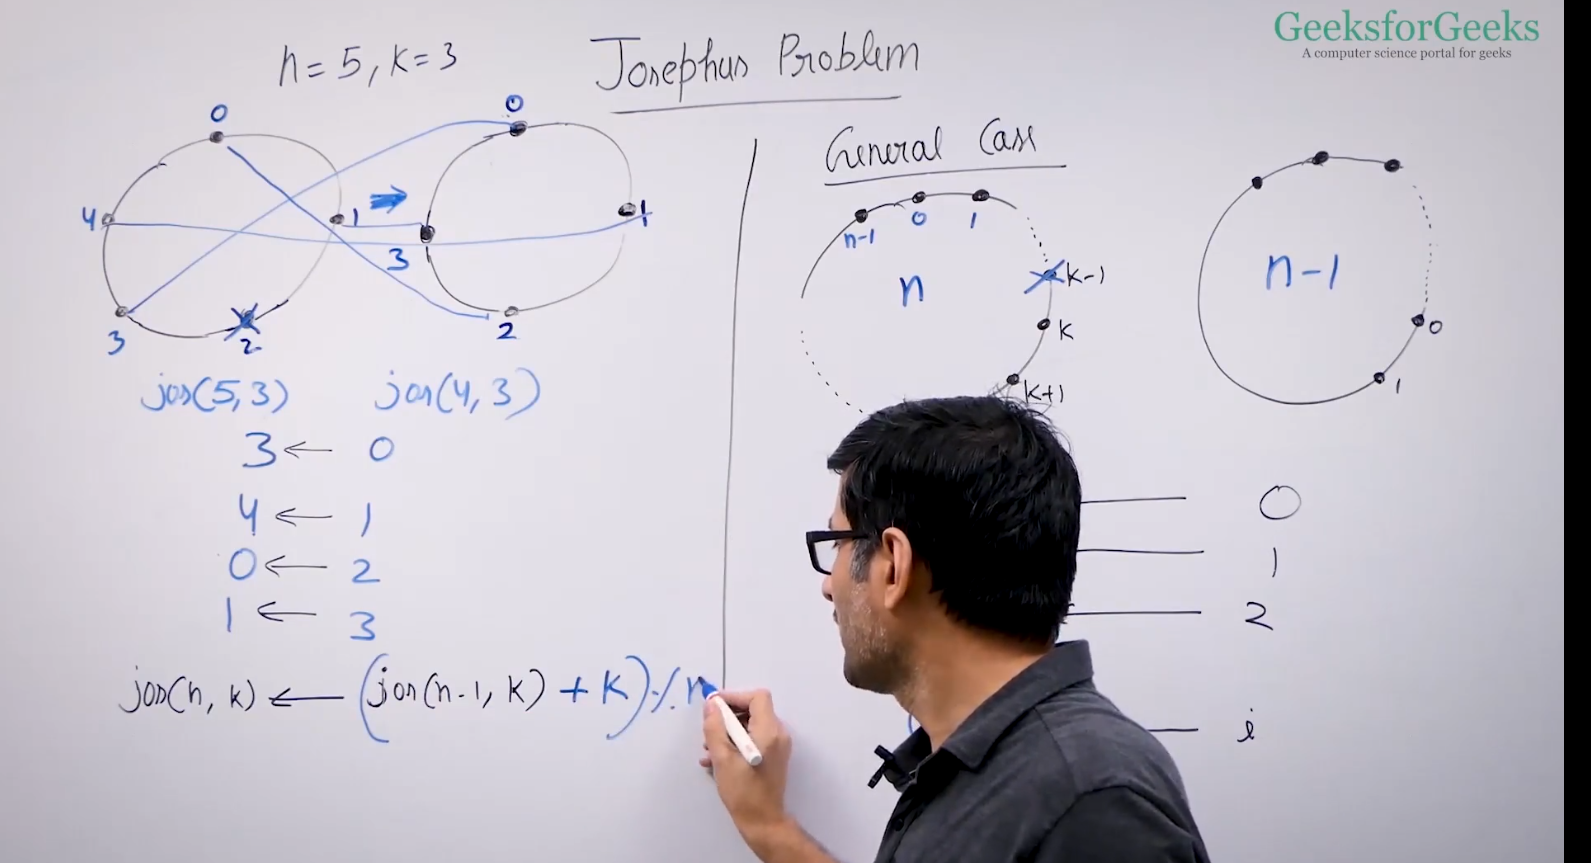 GeeksforGeeks
A computer science portal for geeks
n = 5, k = 3
Josephus Problem
General Case
0
1
2
3
4
0
1
2
3
n-1
0
1
k-1
k
k+1
n
n-1
0
1
jos(5, 3) jos(4, 3)
3 ← 0
4 ← 1
0 ← 2
1 ← 3
jos(n, k) ← (jos(n-1, k) + k) % n
0
1
2
i